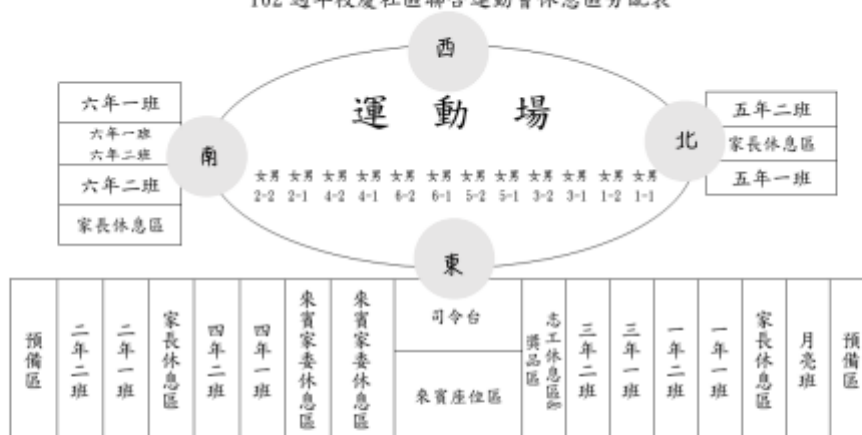 102 週年校慶社區聯合運動會休息區分配表
西
運動場
南
北
東
六年一班
六年一班
六年二班
六年二班
家長休息區
五年二班
家長休息區
五年一班
女男 女男 女男 女男 女男 女男 女男 女男 女男 女男 女男 女男
2-2 2-1 4-2 4-1 6-2 6-1 5-2 5-1 3-2 3-1 1-2 1-1
預備區
二年二班
二年一班
家長休息區
四年二班
四年一班
來賓家委休息區
來賓家委休息區
司令台
來賓座位區
志工休息區
獎品區
三年二班
三年一班
一年二班
一年一班
家長休息區
月亮班
預備區